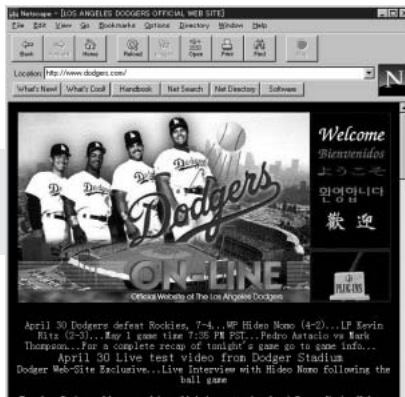 Netscape - [LOS ANGELES DODGERS OFFICIAL WEB SITE]
File Edit View Go Bookmarks Options Directory Window Help
Back Home Reload Open Print Find
Location: http://www.dodgers.com/
What's New! What's Cool! Handbook Net Search Net Directory Software
N
Welcome
Bienvenidos
ようこそ
환영합니다
歡迎
Dodgers
Dodgers
ON-LINE
Official Website of The Los Angeles Dodgers
PLUG-INS
April 30 Dodgers defeat Rockies, 7-4...WP Hideo Nomo (4-2)...LP Kevin
Ritz (2-3)...May 1 game time 7:35 PM PST...Pedro Astacio vs Mark
Thompson...For a complete recap of tonight's game go to game info...
April 30 Live test video from Dodger Stadium
Dodger Web-Site Exclusive...Live Interview with Hideo Nomo following the
ball game